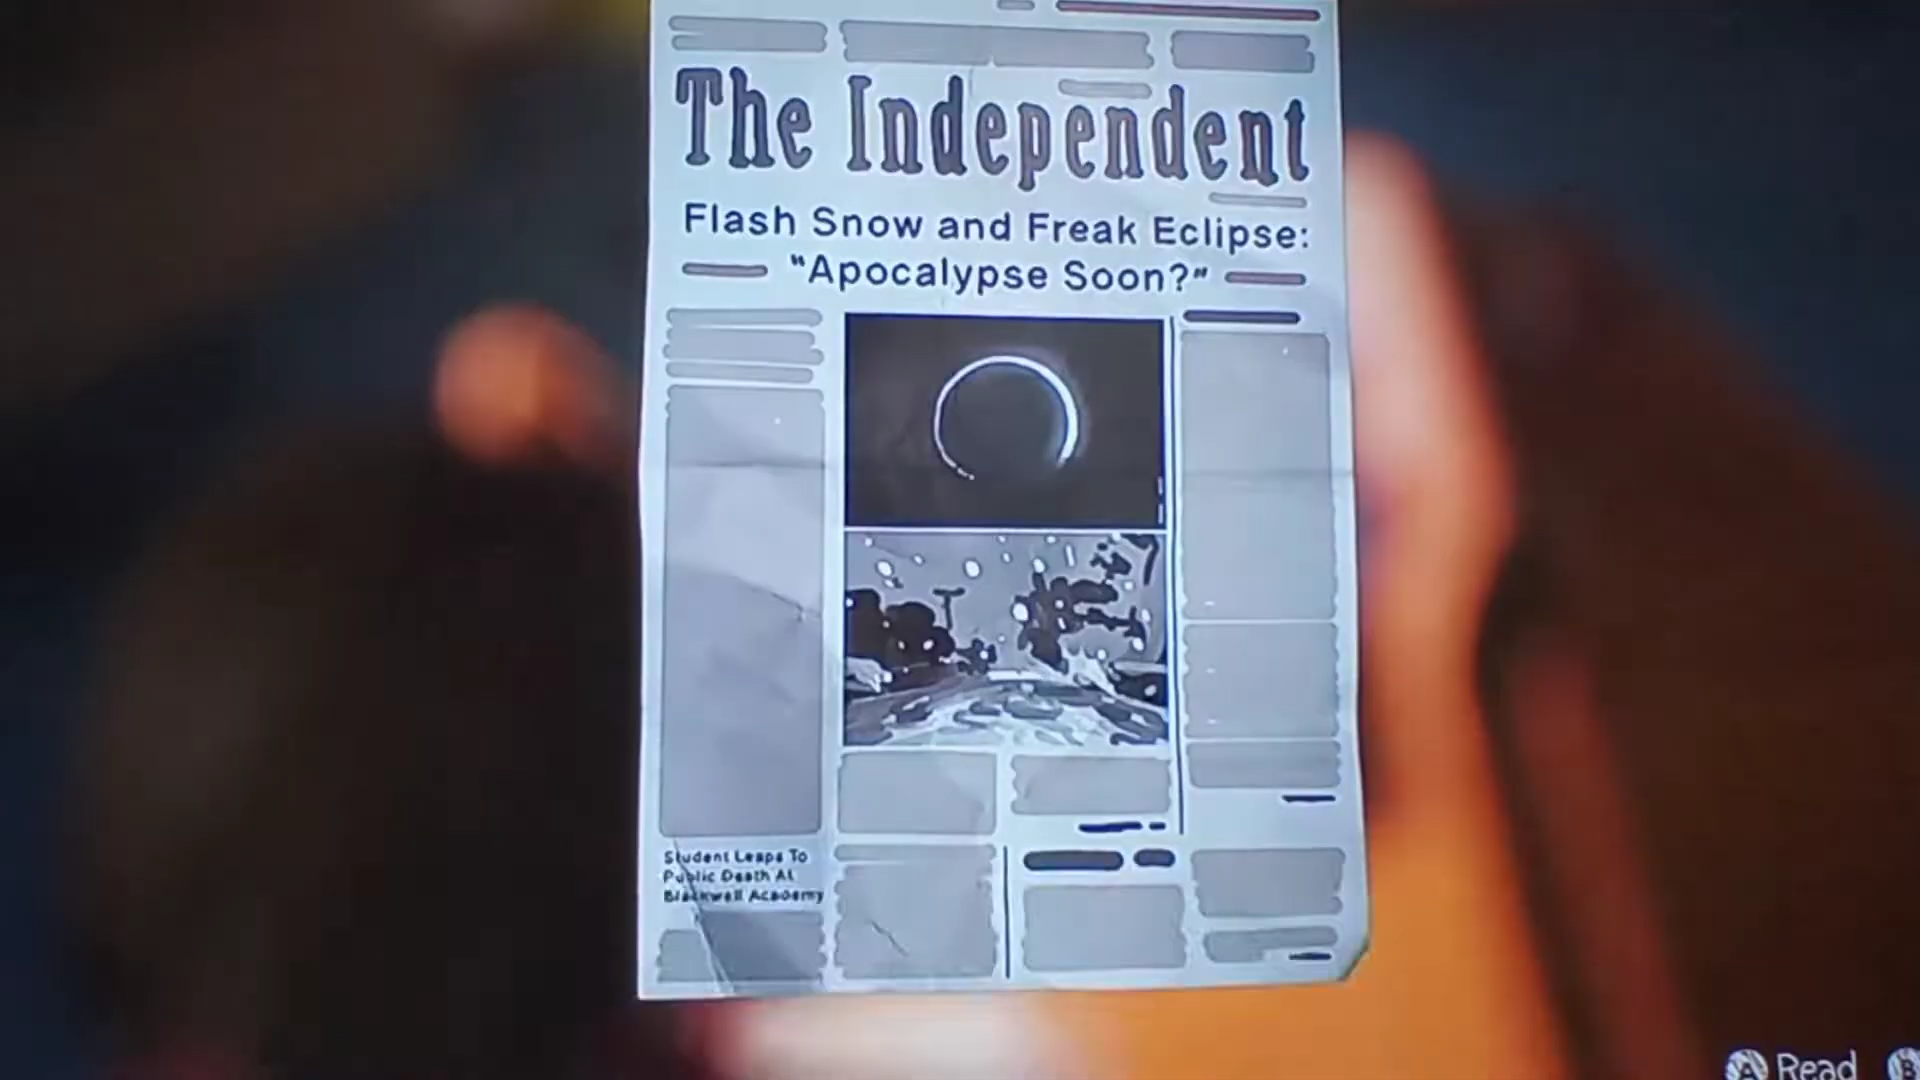 The Independent
Flash Snow and Freak Eclipse:
"Apocalypse Soon?"
Student Leaps To
Public Death At
Blackwell Academy
A Read B